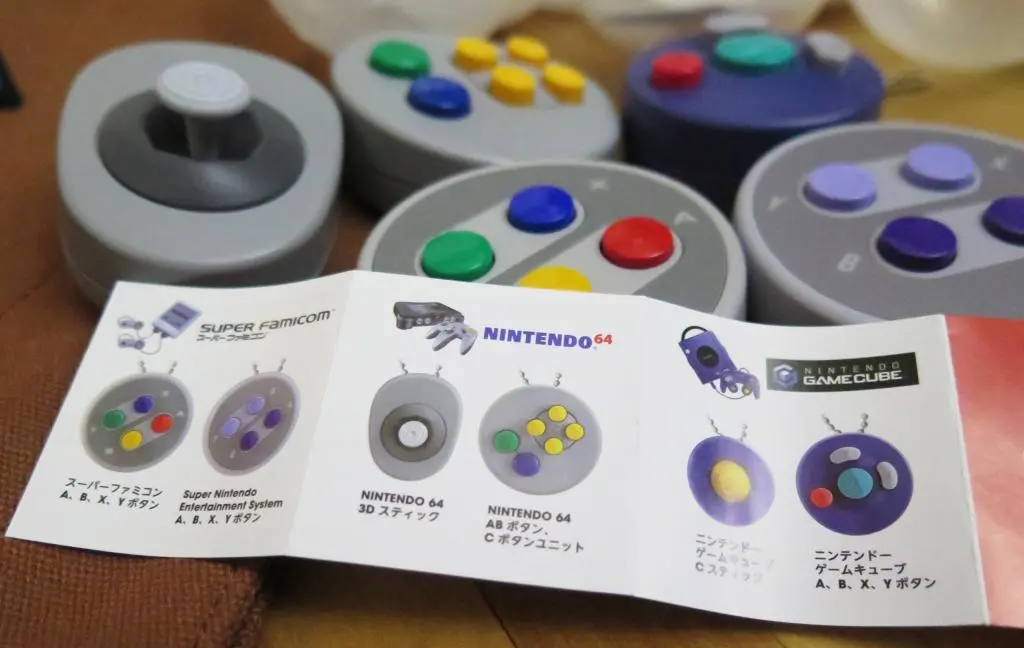 Y
X
B
SUPER FAMICOM
スーパーファミコン
スーパーファミコン
A、B、X、Yボタン
Super Nintendo
Entertainment System
A、B、X、Yボタン
NINTENDO 64
NINTENDO 64
3D スティック
NINTENDO 64
AB ボタン、
C ボタンユニット
NINTENDO
GAMECUBE
ニンテンドー
ゲームキューブ
C スティック
ニンテンドー
ゲームキューブ
A、B、X、Yボタン